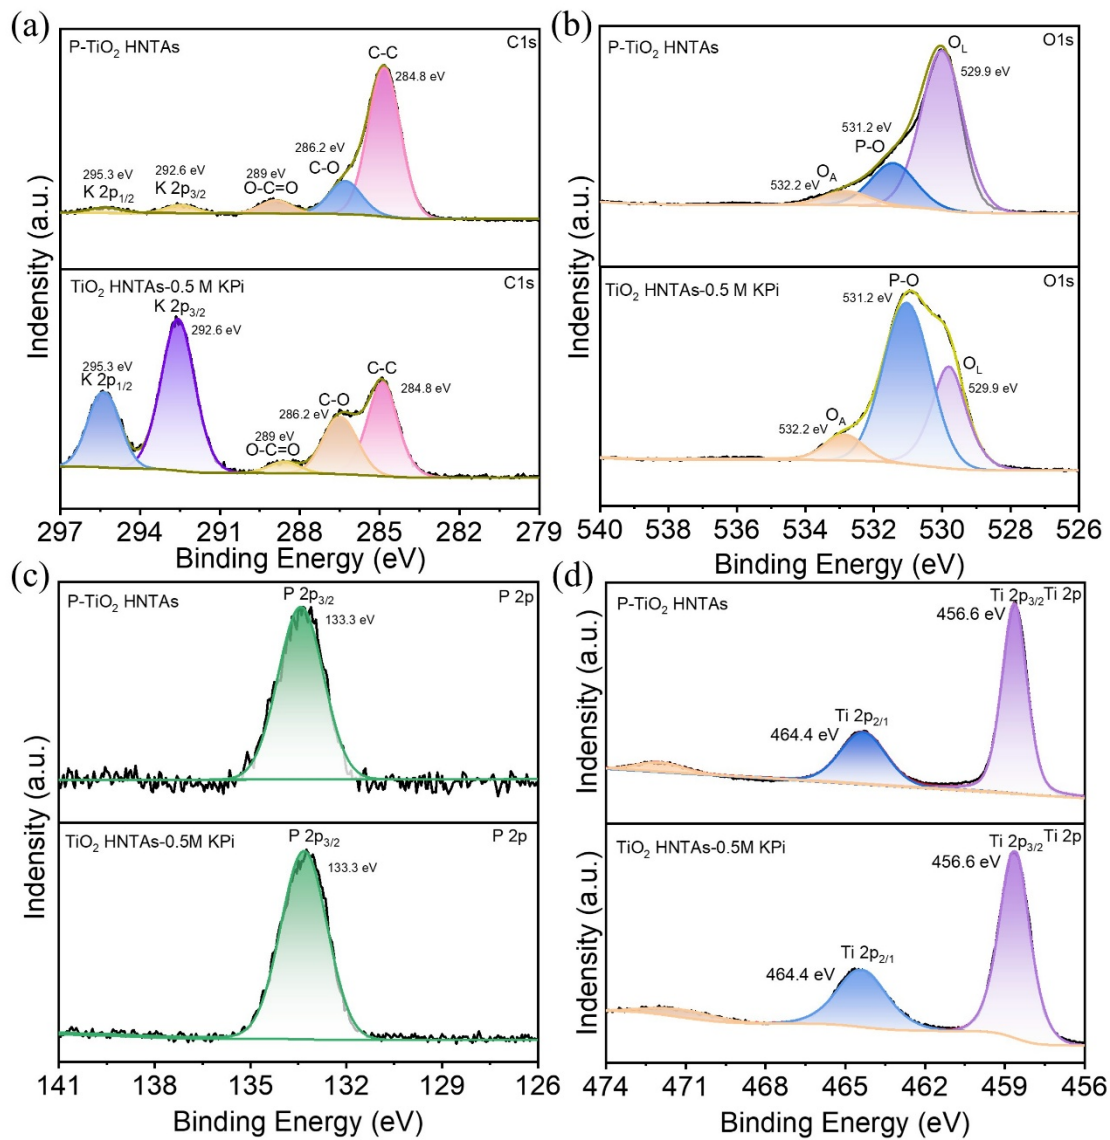 (a)
P-TiO₂ HNTAs
C1s
C-C
284.8 eV
286.2 eV
C-O
289 eV
O-C=O
292.6 eV
K 2p₃/₂
295.3 eV
K 2p₁/₂
TiO₂ HNTAs-0.5 M KPi
C1s
K 2p₃/₂
292.6 eV
295.3 eV
K 2p₁/₂
C-C
284.8 eV
C-O
286.2 eV
289 eV
O-C=O
Indensity (a.u.)
297 294 291 288 285 282 279
Binding Energy (eV)
(b)
P-TiO₂ HNTAs
O1s
O_L
529.9 eV
531.2 eV
P-O
O_A
532.2 eV
TiO₂ HNTAs-0.5 M KPi
O1s
P-O
531.2 eV
O_L
529.9 eV
O_A
532.2 eV
Indensity (a.u.)
540 538 536 534 532 530 528 526
Binding Energy (eV)
(c)
P-TiO₂ HNTAs
P 2p₃/₂
133.3 eV
P 2p
TiO₂ HNTAs-0.5M KPi
P 2p₃/₂
133.3 eV
P 2p
Indensity (a.u.)
141 138 135 132 129 126
Binding Energy (eV)
(d)
P-TiO₂ HNTAs
Ti 2p₃/₂ Ti 2p
456.6 eV
Ti 2p₂/₁
464.4 eV
TiO₂ HNTAs-0.5M KPi
Ti 2p₃/₂ Ti 2p
456.6 eV
Ti 2p₂/₁
464.4 eV
Indensity (a.u.)
Indensity (a.u.)
474 471 468 465 462 459 456
Binding Energy (eV)